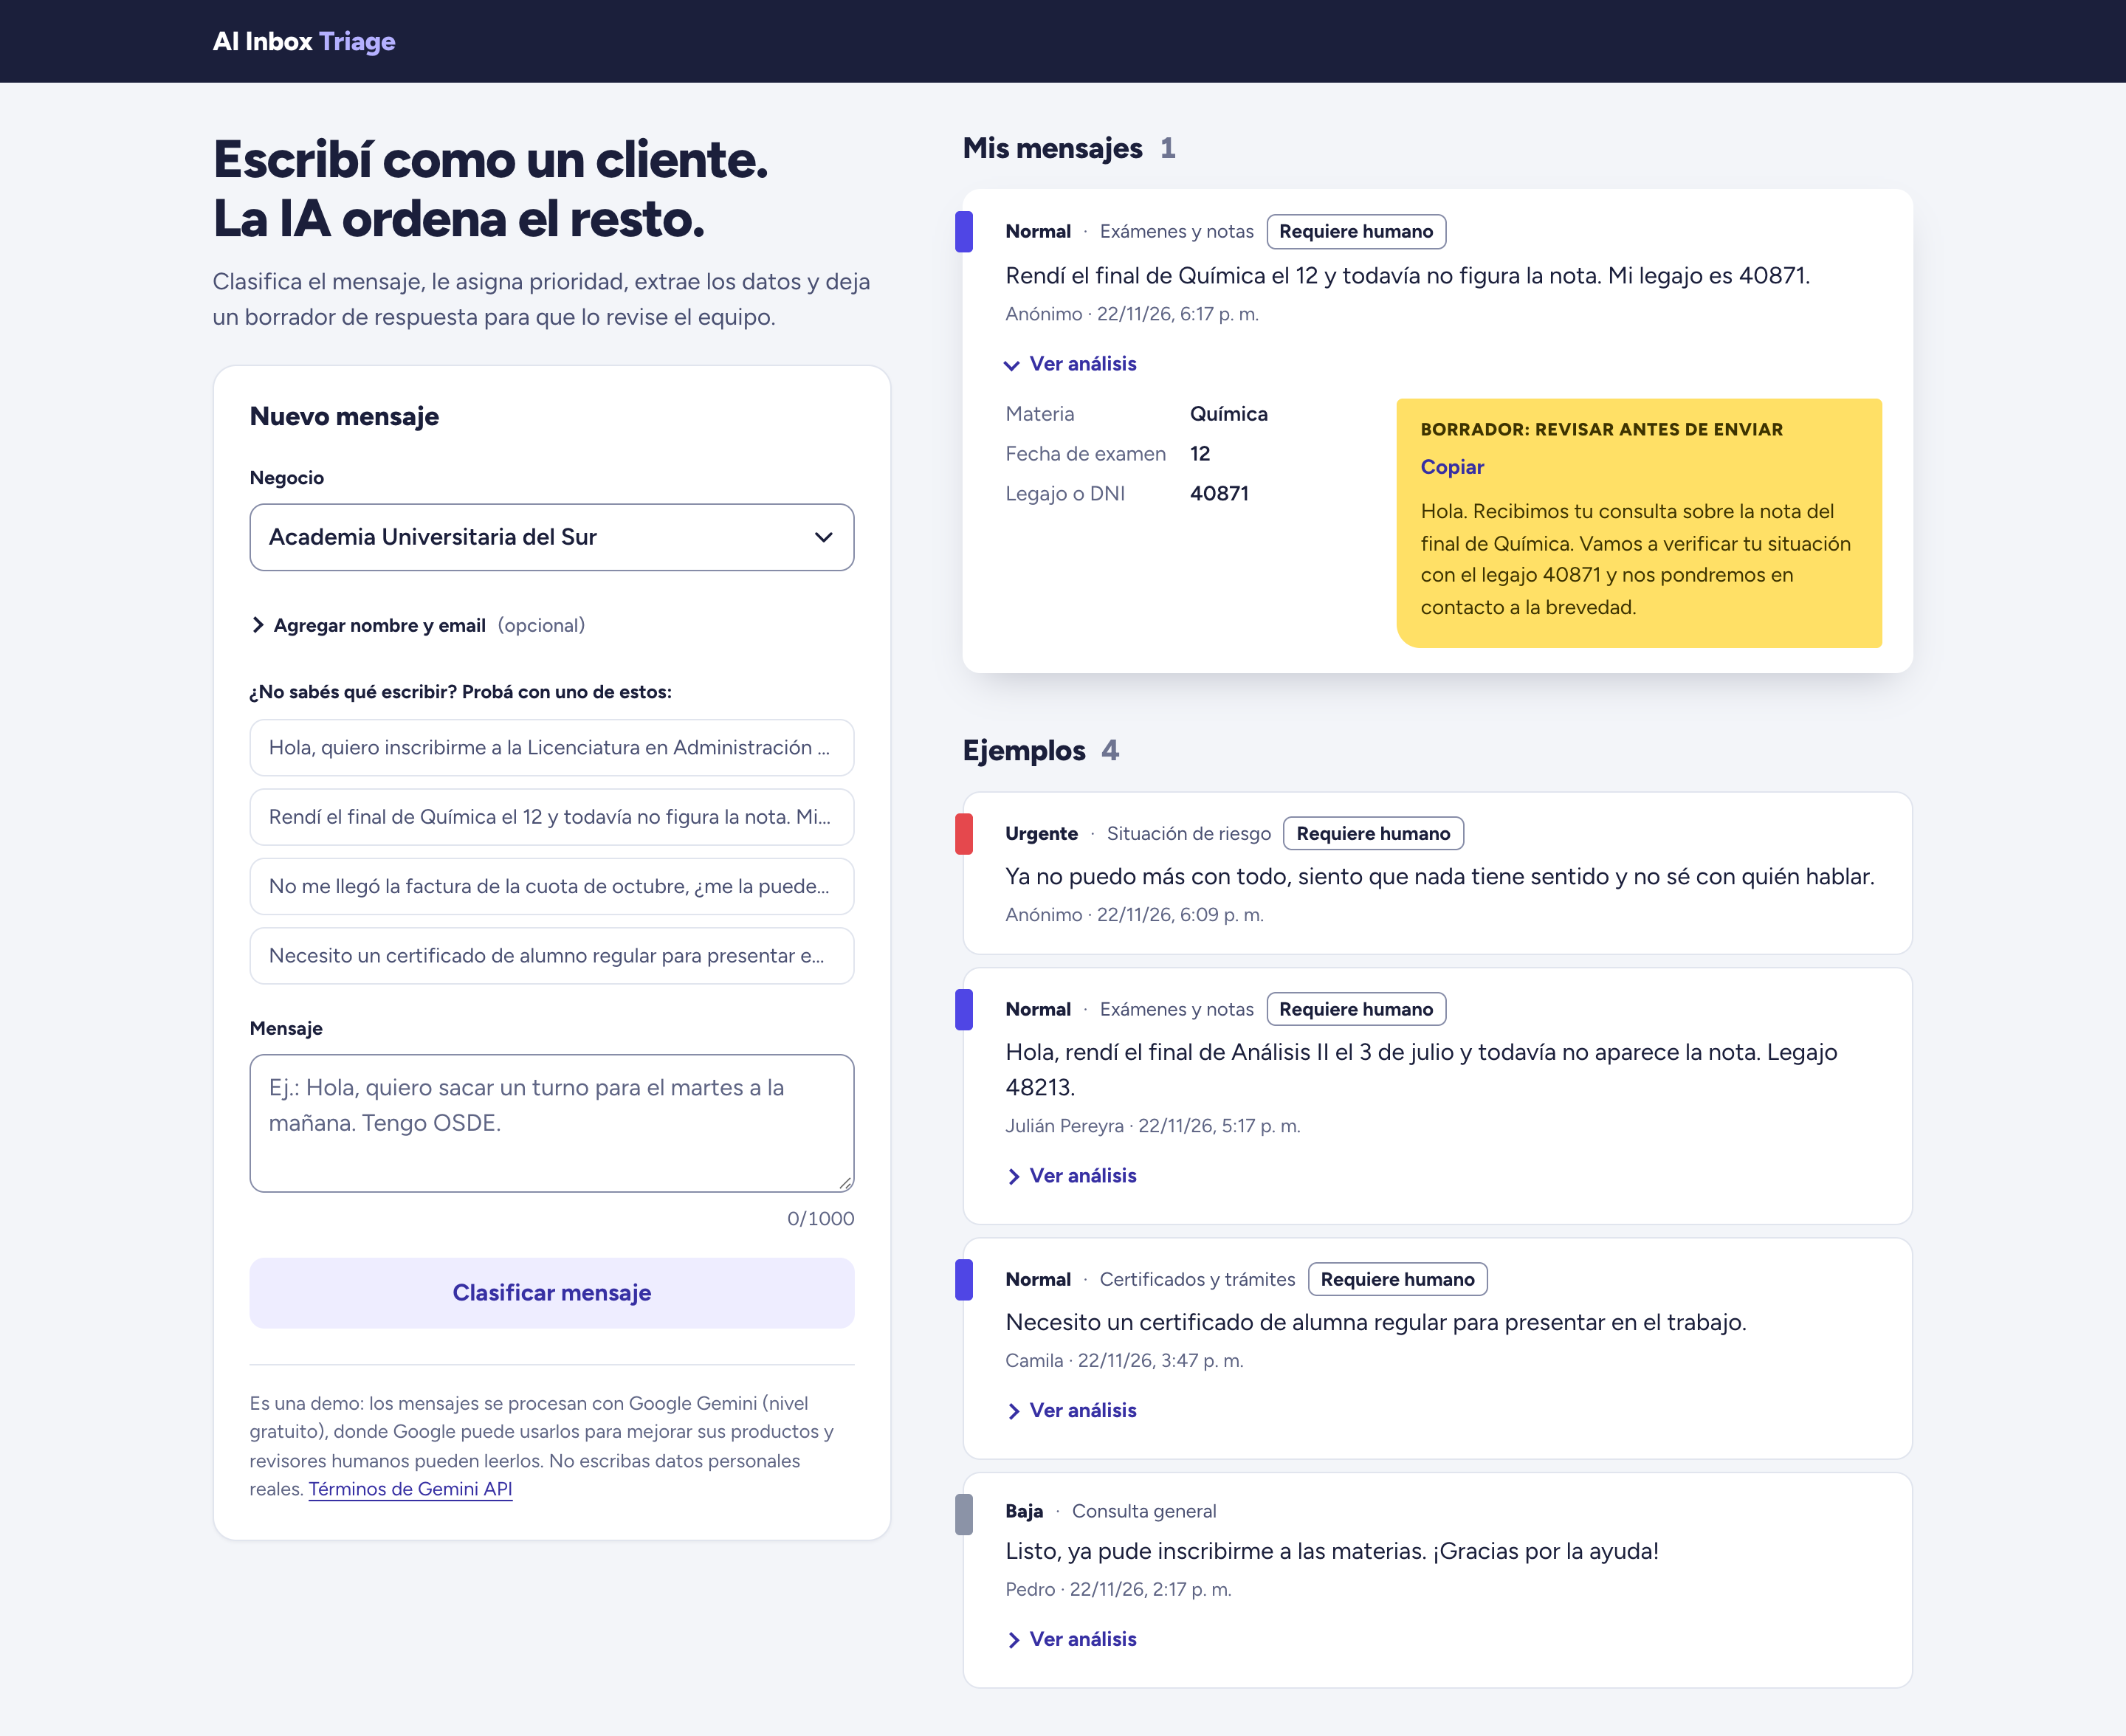 AI Inbox Triage
Escribí como un cliente.
La IA ordena el resto.
Clasifica el mensaje, le asigna prioridad, extrae los datos y deja
un borrador de respuesta para que lo revise el equipo.
Nuevo mensaje
Negocio
Academia Universitaria del Sur
Agregar nombre y email (opcional)
¿No sabés qué escribir? Probá con uno de estos:
Hola, quiero inscribirme a la Licenciatura en Administración ...
Rendí el final de Química el 12 y todavía no figura la nota. Mi...
No me llegó la factura de la cuota de octubre, ¿me la puede...
Necesito un certificado de alumno regular para presentar e...
Mensaje
Ej.: Hola, quiero sacar un turno para el martes a la
mañana. Tengo OSDE.
0/1000
Clasificar mensaje
Es una demo: los mensajes se procesan con Google Gemini (nivel
gratuito), donde Google puede usarlos para mejorar sus productos y
revisores humanos pueden leerlos. No escribas datos personales
reales. Términos de Gemini API
Mis mensajes 1
Normal · Exámenes y notas Requiere humano
Rendí el final de Química el 12 y todavía no figura la nota. Mi legajo es 40871.
Anónimo · 22/11/26, 6:17 p. m.
Ver análisis
Materia Química
Fecha de examen 12
Legajo o DNI 40871
BORRADOR: REVISAR ANTES DE ENVIAR
Copiar
Hola. Recibimos tu consulta sobre la nota del
final de Química. Vamos a verificar tu situación
con el legajo 40871 y nos pondremos en
contacto a la brevedad.
Ejemplos 4
Urgente · Situación de riesgo Requiere humano
Ya no puedo más con todo, siento que nada tiene sentido y no sé con quién hablar.
Anónimo · 22/11/26, 6:09 p. m.
Normal · Exámenes y notas Requiere humano
Hola, rendí el final de Análisis II el 3 de julio y todavía no aparece la nota. Legajo
48213.
Julián Pereyra · 22/11/26, 5:17 p. m.
Ver análisis
Normal · Certificados y trámites Requiere humano
Necesito un certificado de alumna regular para presentar en el trabajo.
Camila · 22/11/26, 3:47 p. m.
Ver análisis
Baja · Consulta general
Listo, ya pude inscribirme a las materias. ¡Gracias por la ayuda!
Pedro · 22/11/26, 2:17 p. m.
Ver análisis